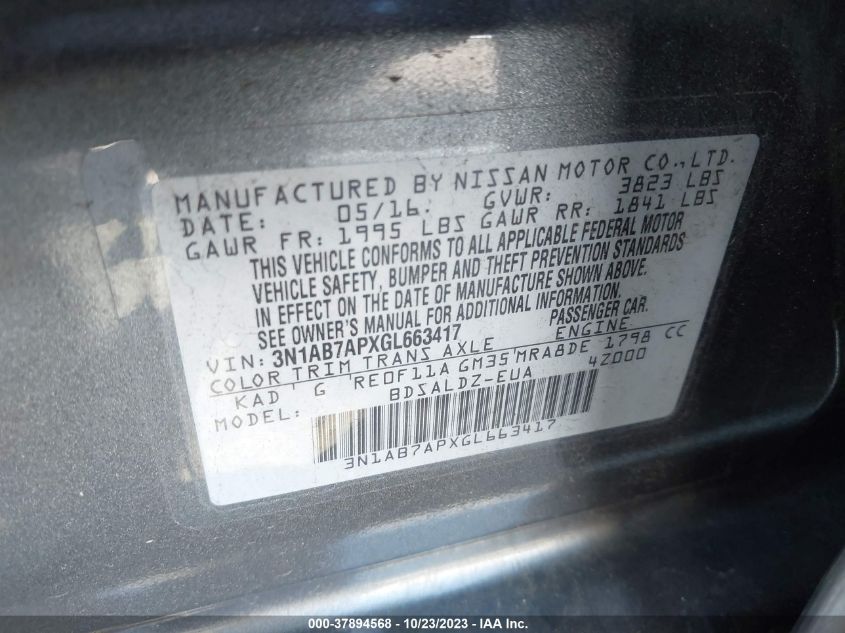 MANUFACTURED BY NISSAN MOTOR CO., LTD.
DATE: 05/16. GVWR: 3823 LBS
GAWR FR: 1995 LBS GAWR RR: 1841 LBS
THIS VEHICLE CONFORMS TO ALL APPLICABLE FEDERAL MOTOR
VEHICLE SAFETY, BUMPER AND THEFT PREVENTION STANDARDS
IN EFFECT ON THE DATE OF MANUFACTURE SHOWN ABOVE.
SEE OWNER'S MANUAL FOR ADDITIONAL INFORMATION.
VIN: 3N1AB7APXGL663417 PASSENGER CAR.
COLOR TRIM TRANS AXLE ENGINE
KAD G RE0F11A GM35 MRA8DE 1798 CC
MODEL: BDSALDZ-EUA 42000
3N1AB7APXGL663417
000-37894568 - 10/23/2023 - IAA Inc.